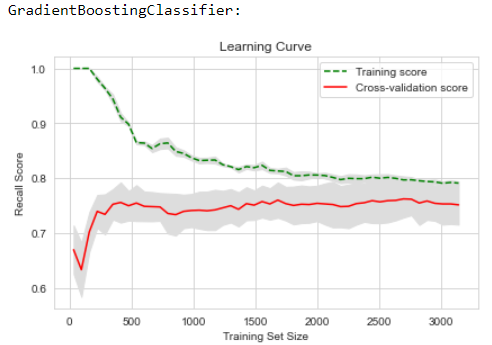 GradientBoostingClassifier:
Learning Curve
Training score
Cross-validation score
Recall Score
1.0
0.9
0.8
0.7
0.6
0
500
1000
1500
2000
2500
3000
Training Set Size